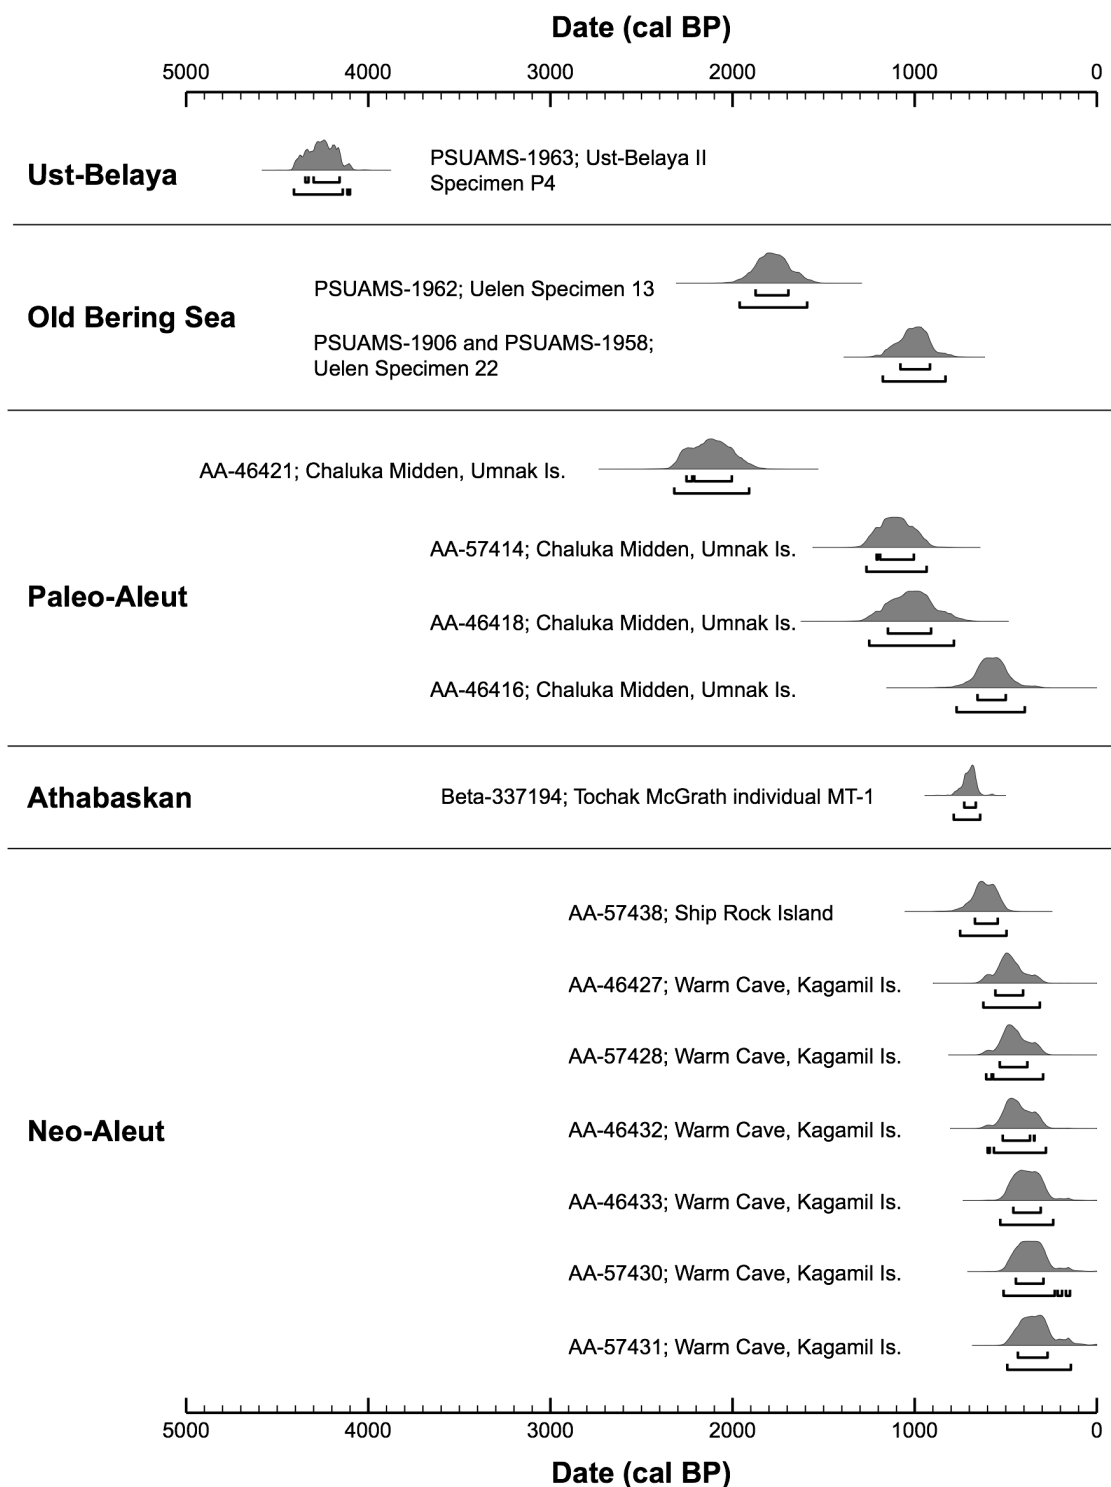 Date (cal BP)
5000 4000 3000 2000 1000 0
Ust-Belaya
PSUAMS-1963; Ust-Belaya II
Specimen P4
Old Bering Sea
PSUAMS-1962; Uelen Specimen 13
PSUAMS-1906 and PSUAMS-1958;
Uelen Specimen 22
Paleo-Aleut
AA-46421; Chaluka Midden, Umnak Is.
AA-57414; Chaluka Midden, Umnak Is.
AA-46418; Chaluka Midden, Umnak Is.
AA-46416; Chaluka Midden, Umnak Is.
Athabaskan
Beta-337194; Tochak McGrath individual MT-1
Neo-Aleut
AA-57438; Ship Rock Island
AA-46427; Warm Cave, Kagamil Is.
AA-57428; Warm Cave, Kagamil Is.
AA-46432; Warm Cave, Kagamil Is.
AA-46433; Warm Cave, Kagamil Is.
AA-57430; Warm Cave, Kagamil Is.
AA-57431; Warm Cave, Kagamil Is.
5000 4000 3000 2000 1000 0
Date (cal BP)